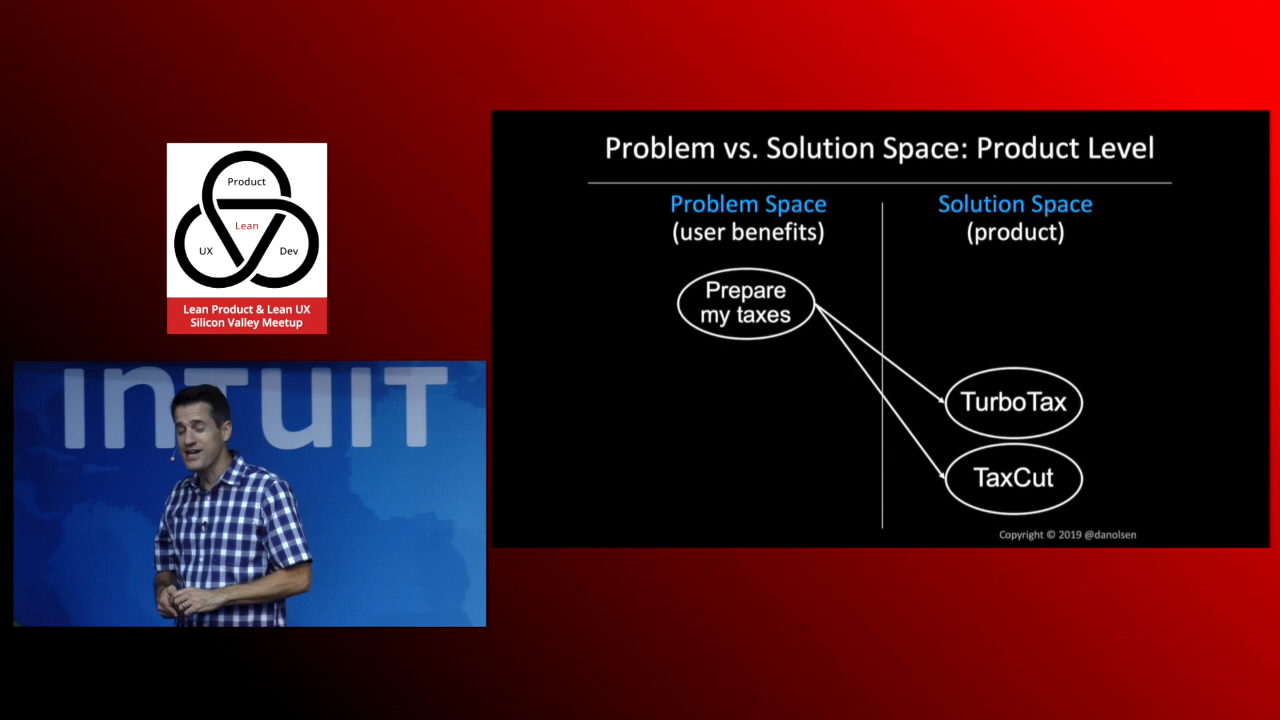 Product
Lean
UX
Dev
Lean Product & Lean UX
Silicon Valley Meetup
INTUIT
Problem vs. Solution Space: Product Level
Problem Space
(user benefits)
Solution Space
(product)
Prepare
my taxes
TurboTax
TaxCut
Copyright © 2019 @danolsen